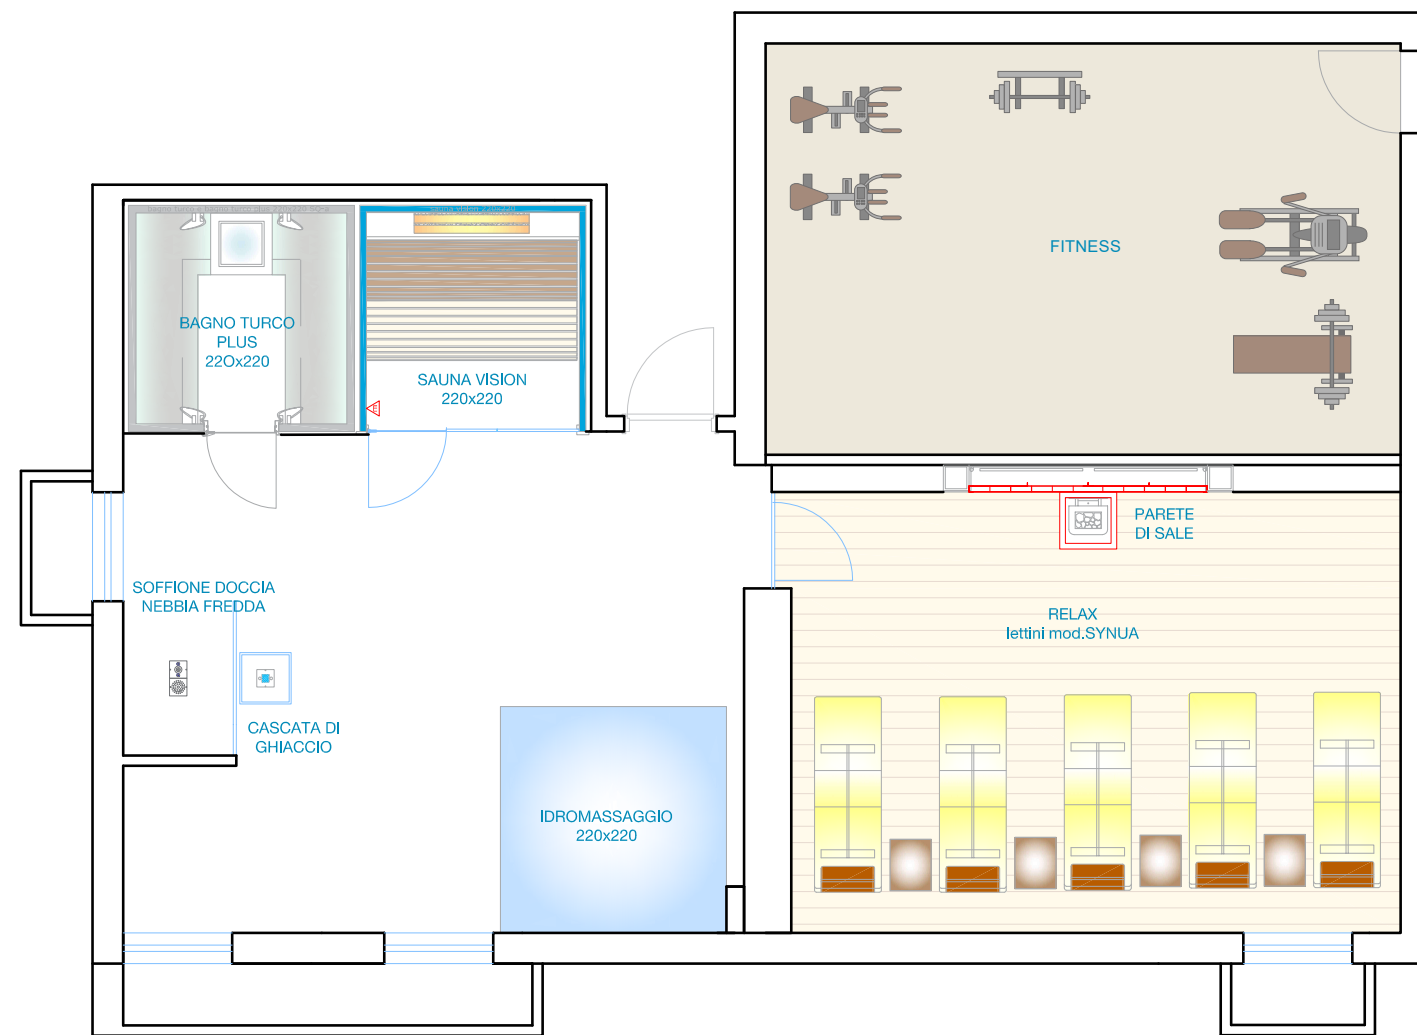 FITNESS
BAGNO TURCO
PLUS
22Ox220
SAUNA VISION
220x220
PARETE
DI SALE
SOFFIONE DOCCIA
NEBBIA FREDDA
RELAX
lettini mod.SYNUA
CASCATA DI
GHIACCIO
IDROMASSAGGIO
220x220